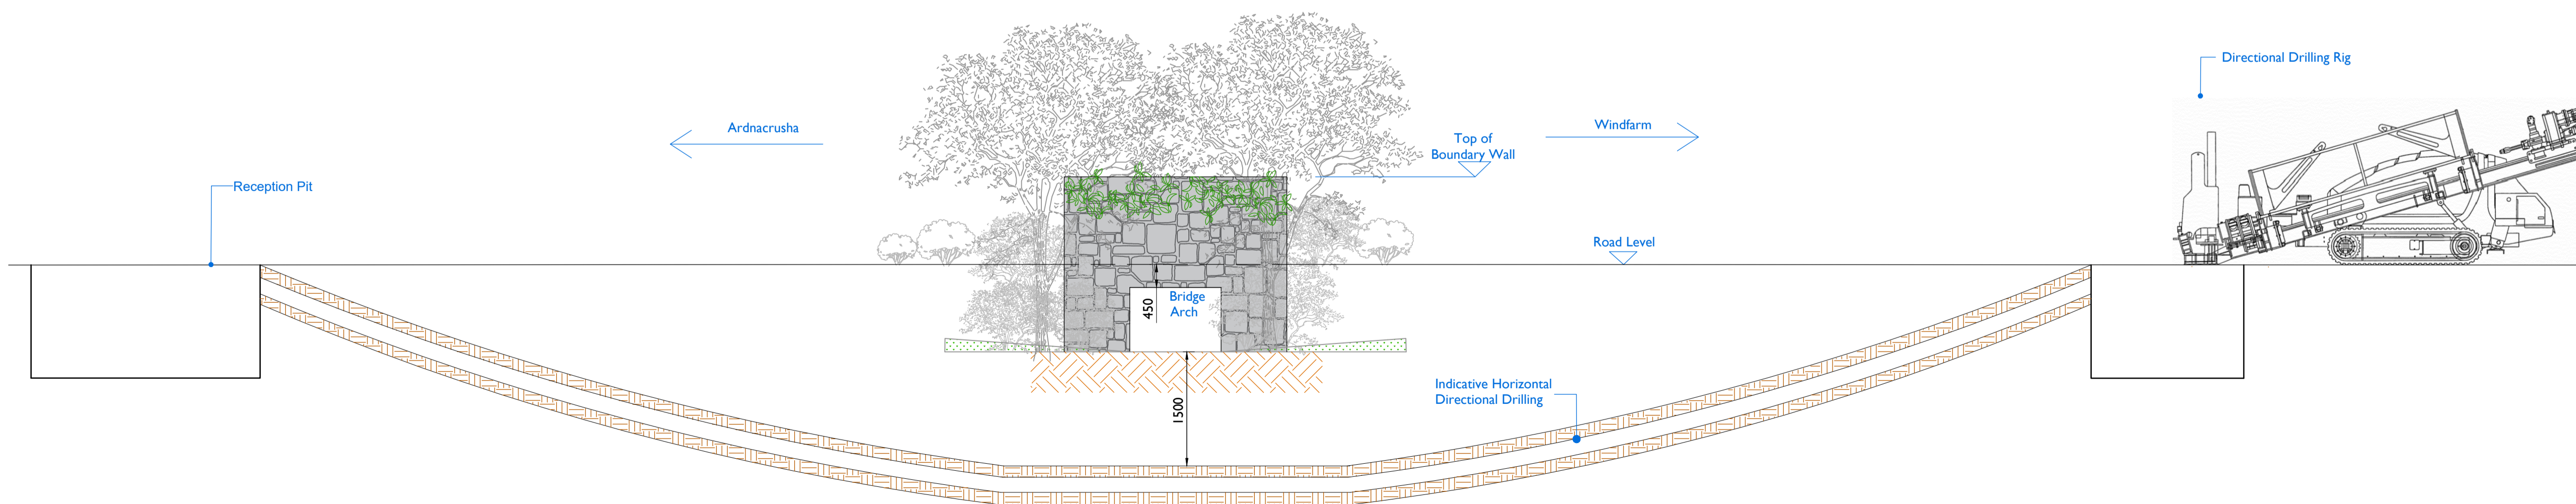 Directional Drilling Rig
Ardnacrusha
Windfarm
Top of
Boundary Wall
Reception Pit
Road Level
450
Bridge
Arch
Indicative Horizontal
Directional Drilling
1500